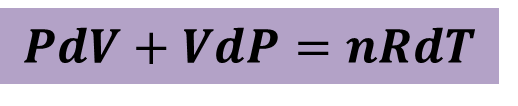 PdV + VdP = nRdT